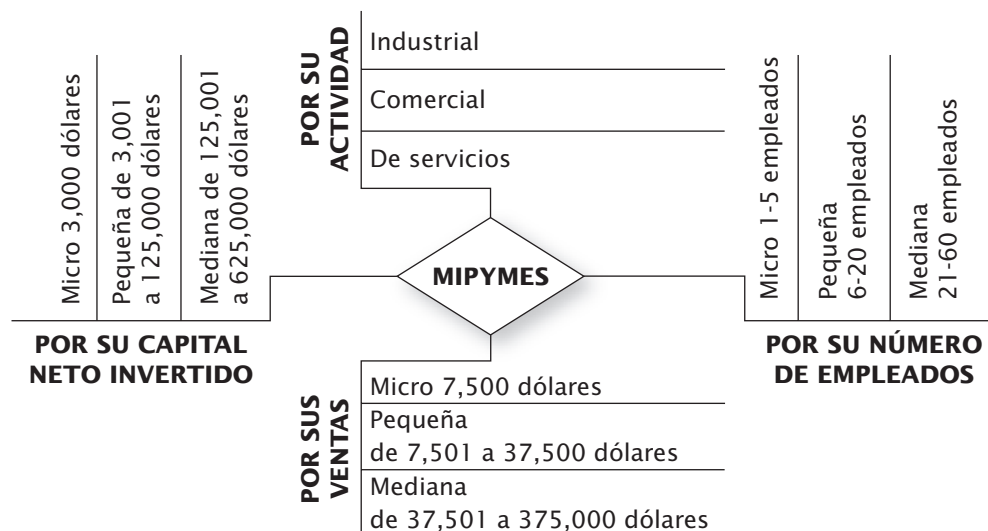 POR SU
ACTIVIDAD
Industrial
Comercial
De servicios
Micro 3,000 dólares
Pequeña de 3,001
a 125,000 dólares
Mediana de 125,001
a 625,000 dólares
POR SU CAPITAL
NETO INVERTIDO
MIPYMES
Micro 1-5 empleados
Pequeña
6-20 empleados
Mediana
21-60 empleados
POR SU NÚMERO
DE EMPLEADOS
POR SUS
VENTAS
Micro 7,500 dólares
Pequeña
de 7,501 a 37,500 dólares
Mediana
de 37,501 a 375,000 dólares